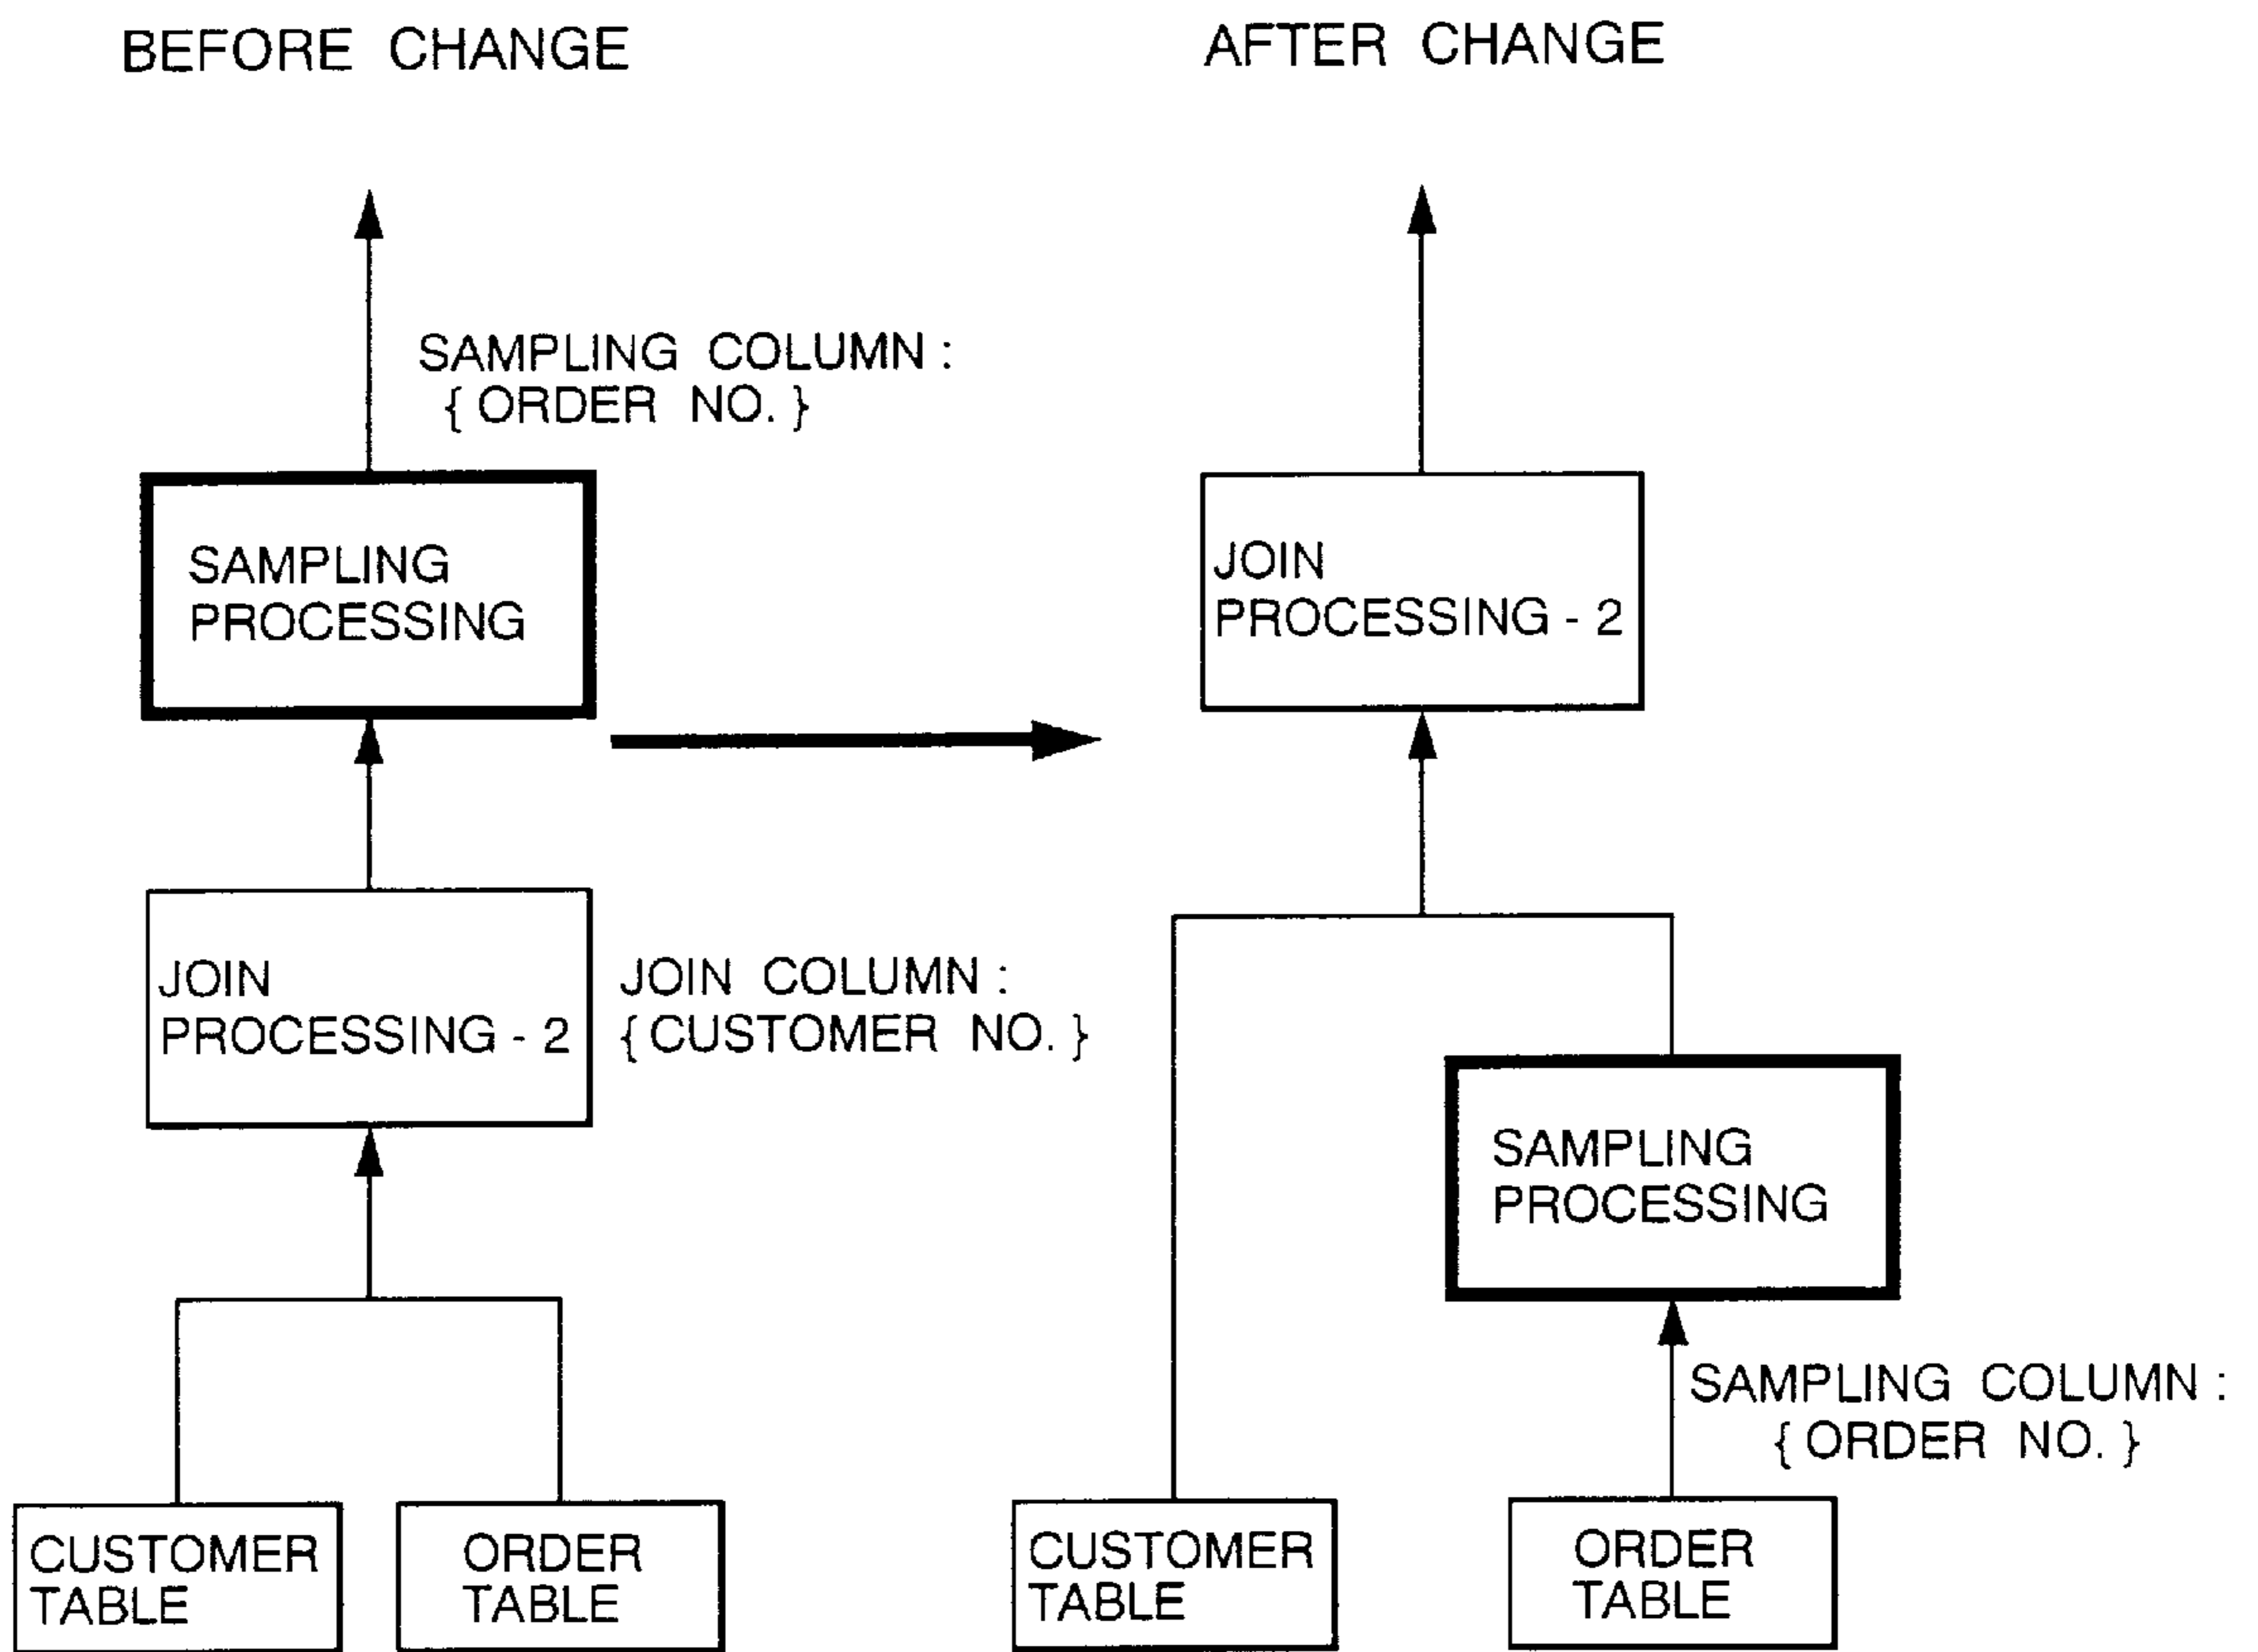 BEFORE CHANGE
SAMPLING COLUMN :
{ ORDER NO. }
SAMPLING
PROCESSING
JOIN
PROCESSING - 2
JOIN COLUMN :
{ CUSTOMER NO. }
CUSTOMER
TABLE
ORDER
TABLE
AFTER CHANGE
JOIN
PROCESSING - 2
SAMPLING
PROCESSING
SAMPLING COLUMN :
{ ORDER NO. }
CUSTOMER
TABLE
ORDER
TABLE